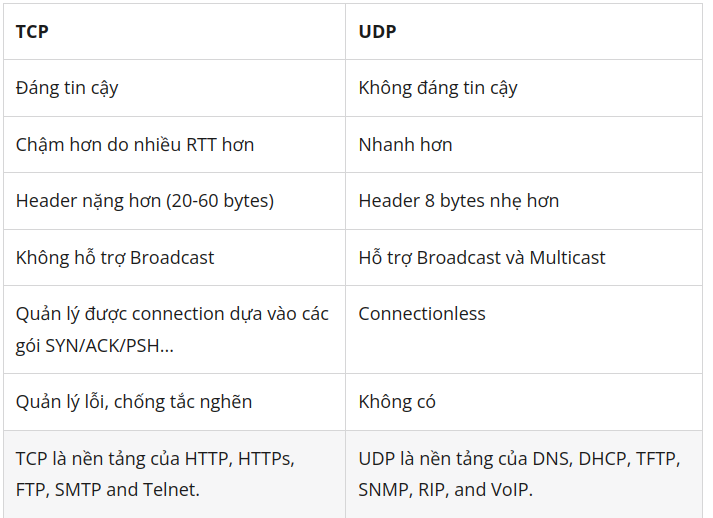 TCP
UDP
Đáng tin cậy
Không đáng tin cậy
Chậm hơn do nhiều RTT hơn
Nhanh hơn
Header nặng hơn (20-60 bytes)
Header 8 bytes nhẹ hơn
Không hỗ trợ Broadcast
Hỗ trợ Broadcast và Multicast
Quản lý được connection dựa vào các
gói SYN/ACK/PSH...
Connectionless
Quản lý lỗi, chống tắc nghẽn
Không có
TCP là nền tảng của HTTP, HTTPs,
FTP, SMTP and Telnet.
UDP là nền tảng của DNS, DHCP, TFTP,
SNMP, RIP, and VoIP.